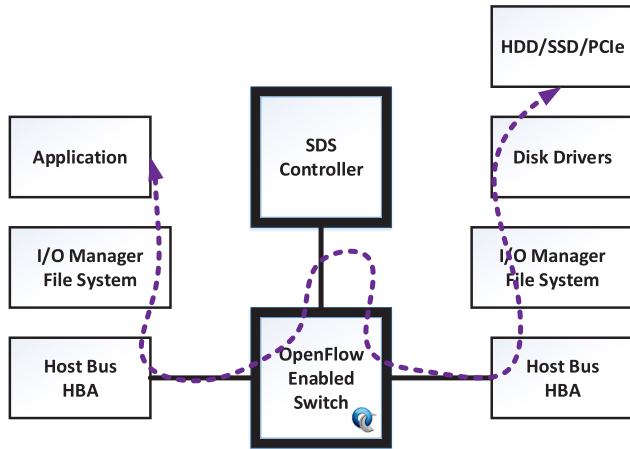 HDD/SSD/PCIe
Application
SDS
Controller
Disk Drivers
I/O Manager
File System
I/O Manager
File System
Host Bus
HBA
OpenFlow
Enabled
Switch
Host Bus
HBA